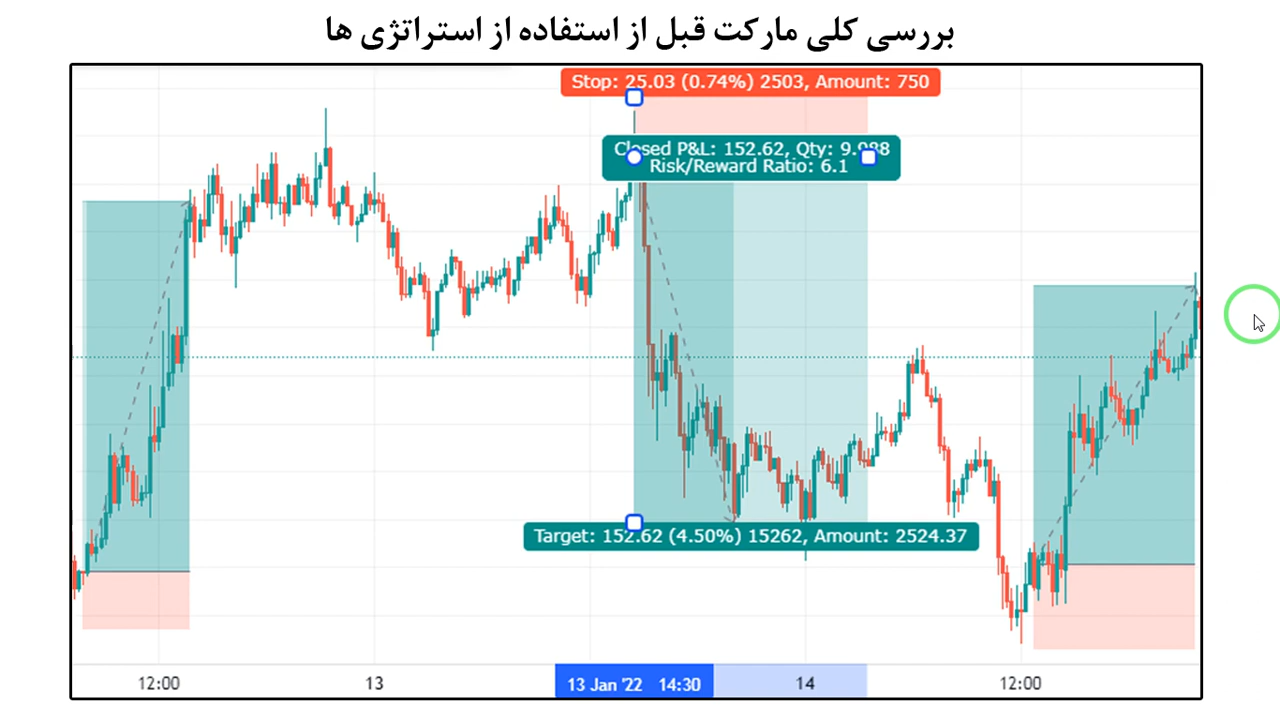 بررسی کلی مارکت قبل از استفاده از استراتژی ها
Stop: 25.03 (0.74%) 2503, Amount: 750
Closed P&L: 152.62, Qty: 9.988
Risk/Reward Ratio: 6.1
Target: 152.62 (4.50%) 15262, Amount: 2524.37
12:00 13 13 Jan '22 14:30 14 12:00